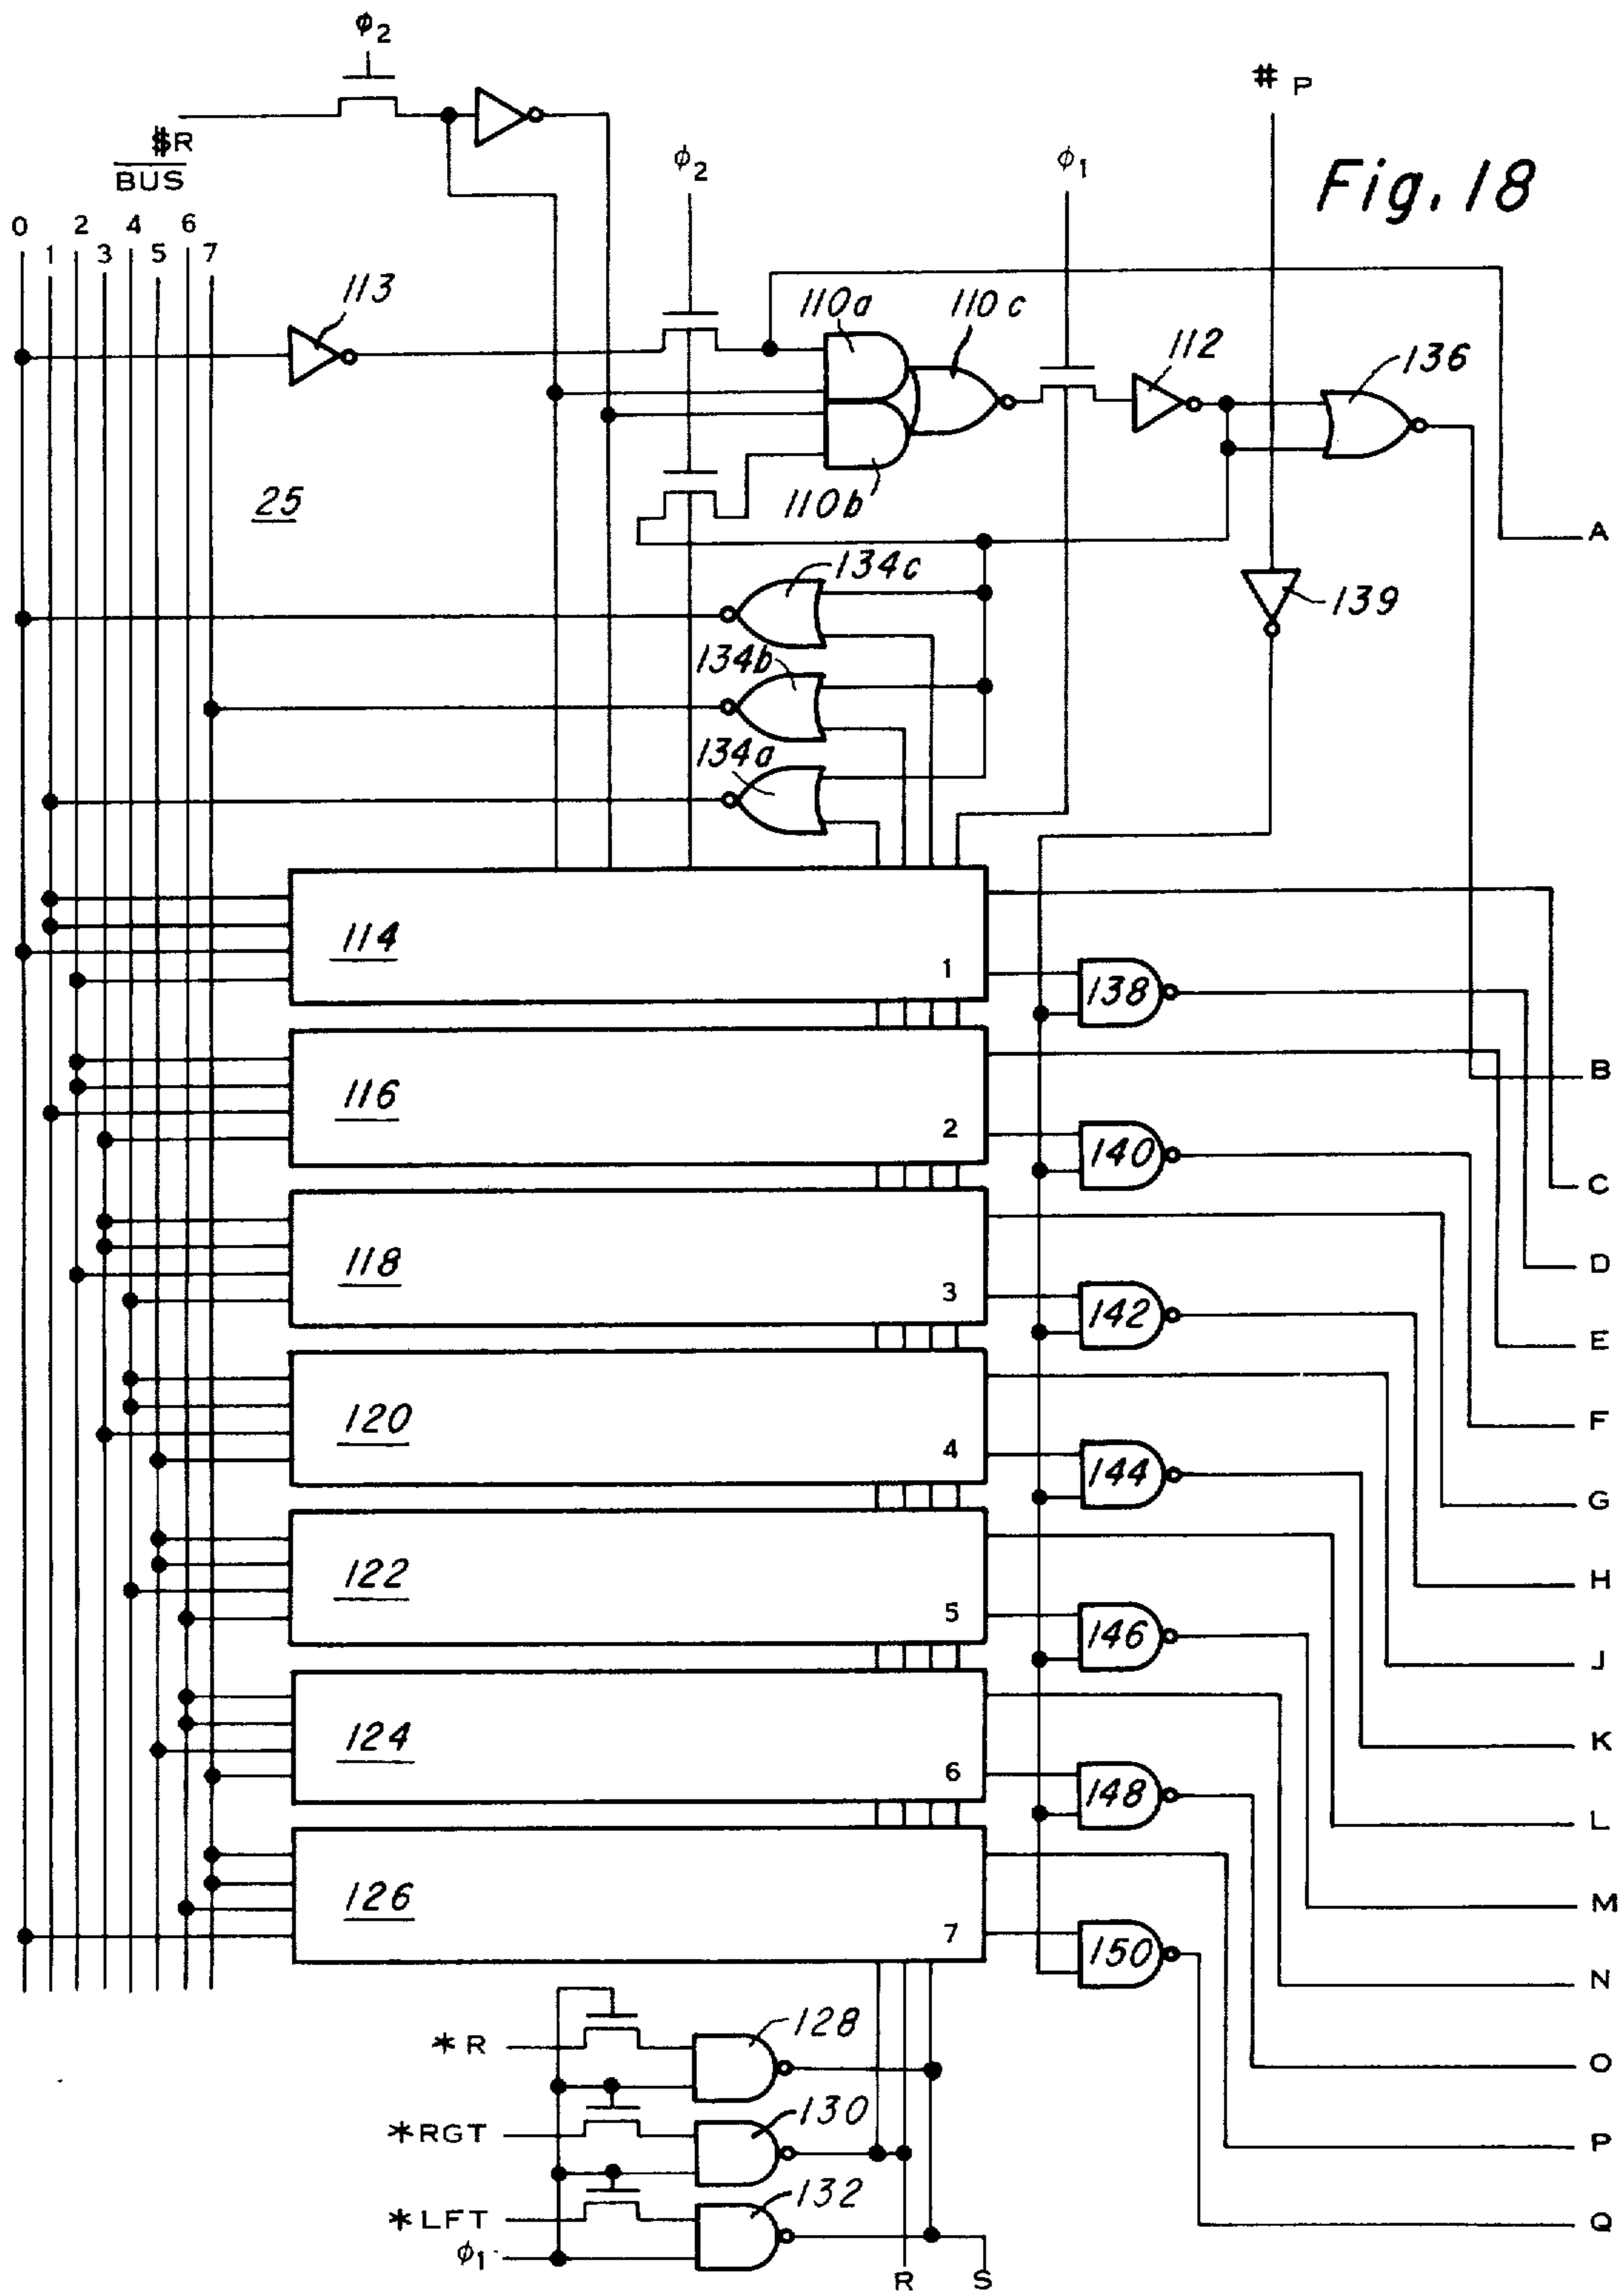 ϕ2
# P
$R
BUS
ϕ2
ϕ1
Fig. 18
0 1 2 3 4 5 6 7
113
110a
110c
112
136
25
110b
A
134c
139
134b
134a
114
1
138
116
2
140
B
C
118
3
142
D
E
120
4
144
F
G
122
5
146
H
J
124
6
148
K
L
126
7
150
M
N
*R
128
O
*RGT
130
P
*LFT
132
Q
ϕ1
R
S